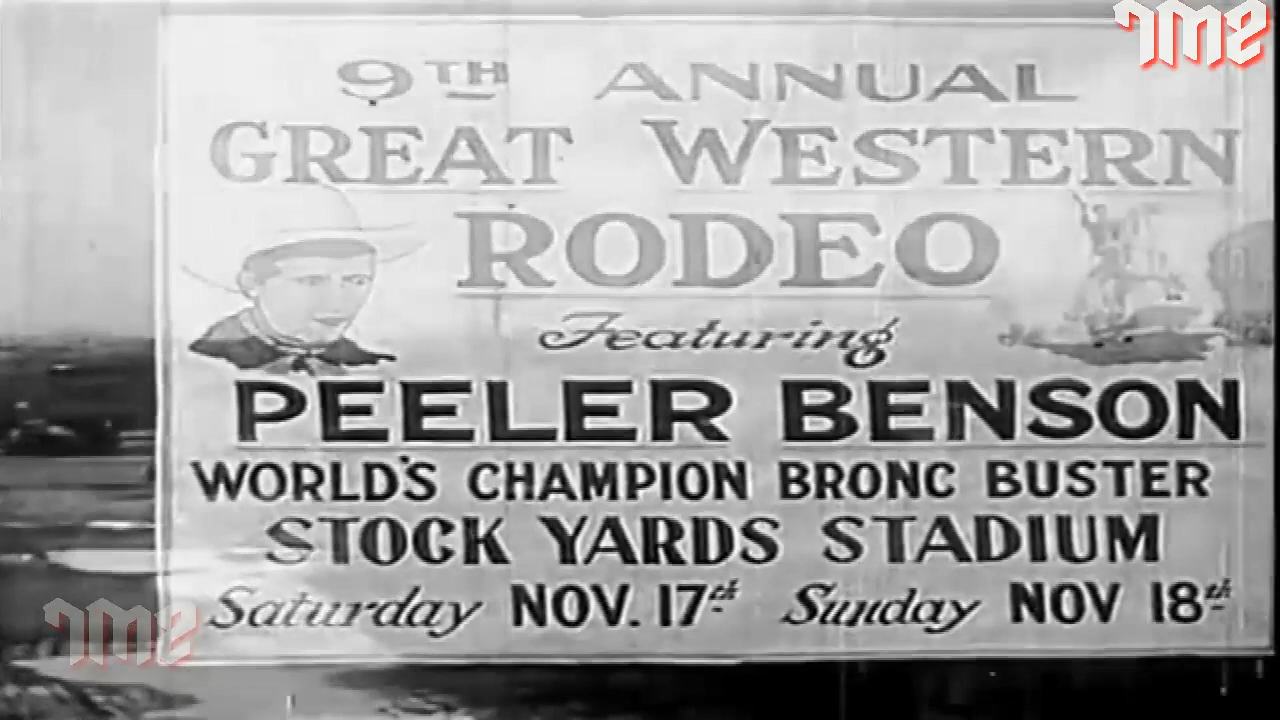 9TH ANNUAL
GREAT WESTERN
RODEO
Featuring
PEELER BENSON
WORLD'S CHAMPION BRONC BUSTER
STOCK YARDS STADIUM
Saturday NOV. 17th Sunday NOV 18th